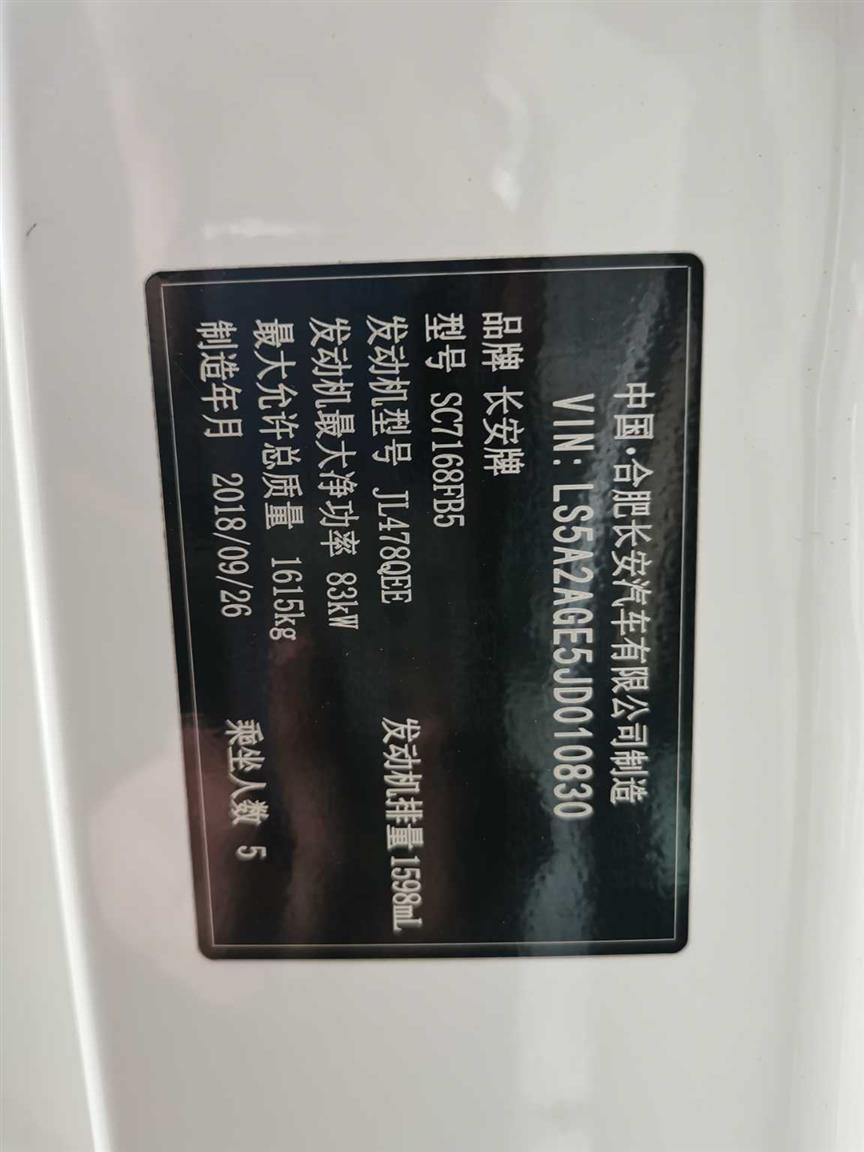 中国·合肥长安汽车有限公司制造
VIN: LS5A2AGE5JD010830
品牌 长安牌
型号 SC7168FB5
发动机型号 JL478QEE 发动机排量 1598mL
发动机最大净功率 83kW
最大允许总质量 1615kg
制造年月 2018/09/26 乘坐人数 5